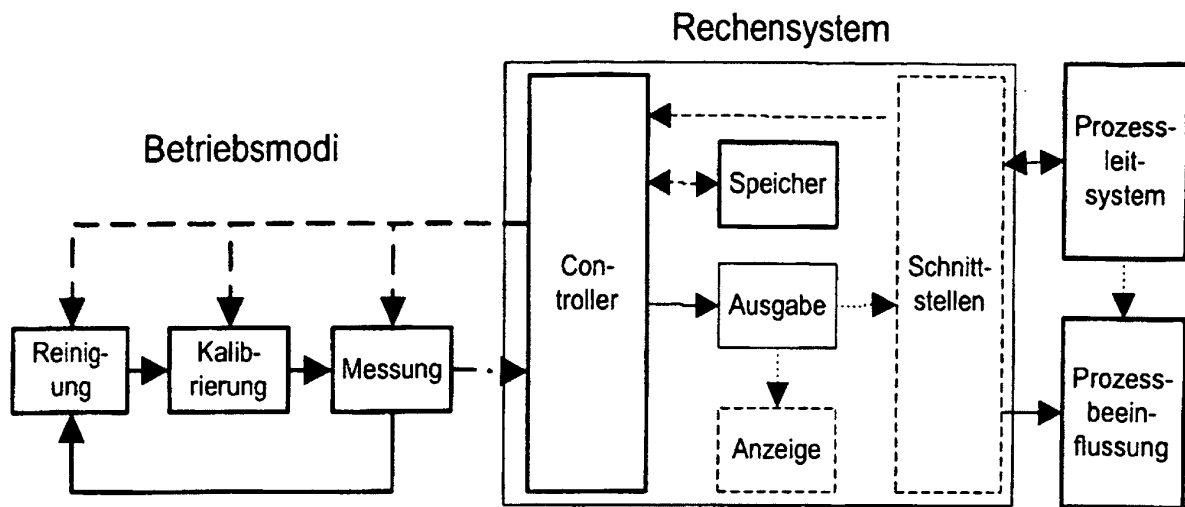 Rechensystem
Betriebsmodi
Reinig-
ung
Kalib-
rierung
Messung
Con-
troller
Speicher
Ausgabe
Anzeige
Schnitt-
stellen
Prozess-
leit-
system
Prozess-
beein-
flussung